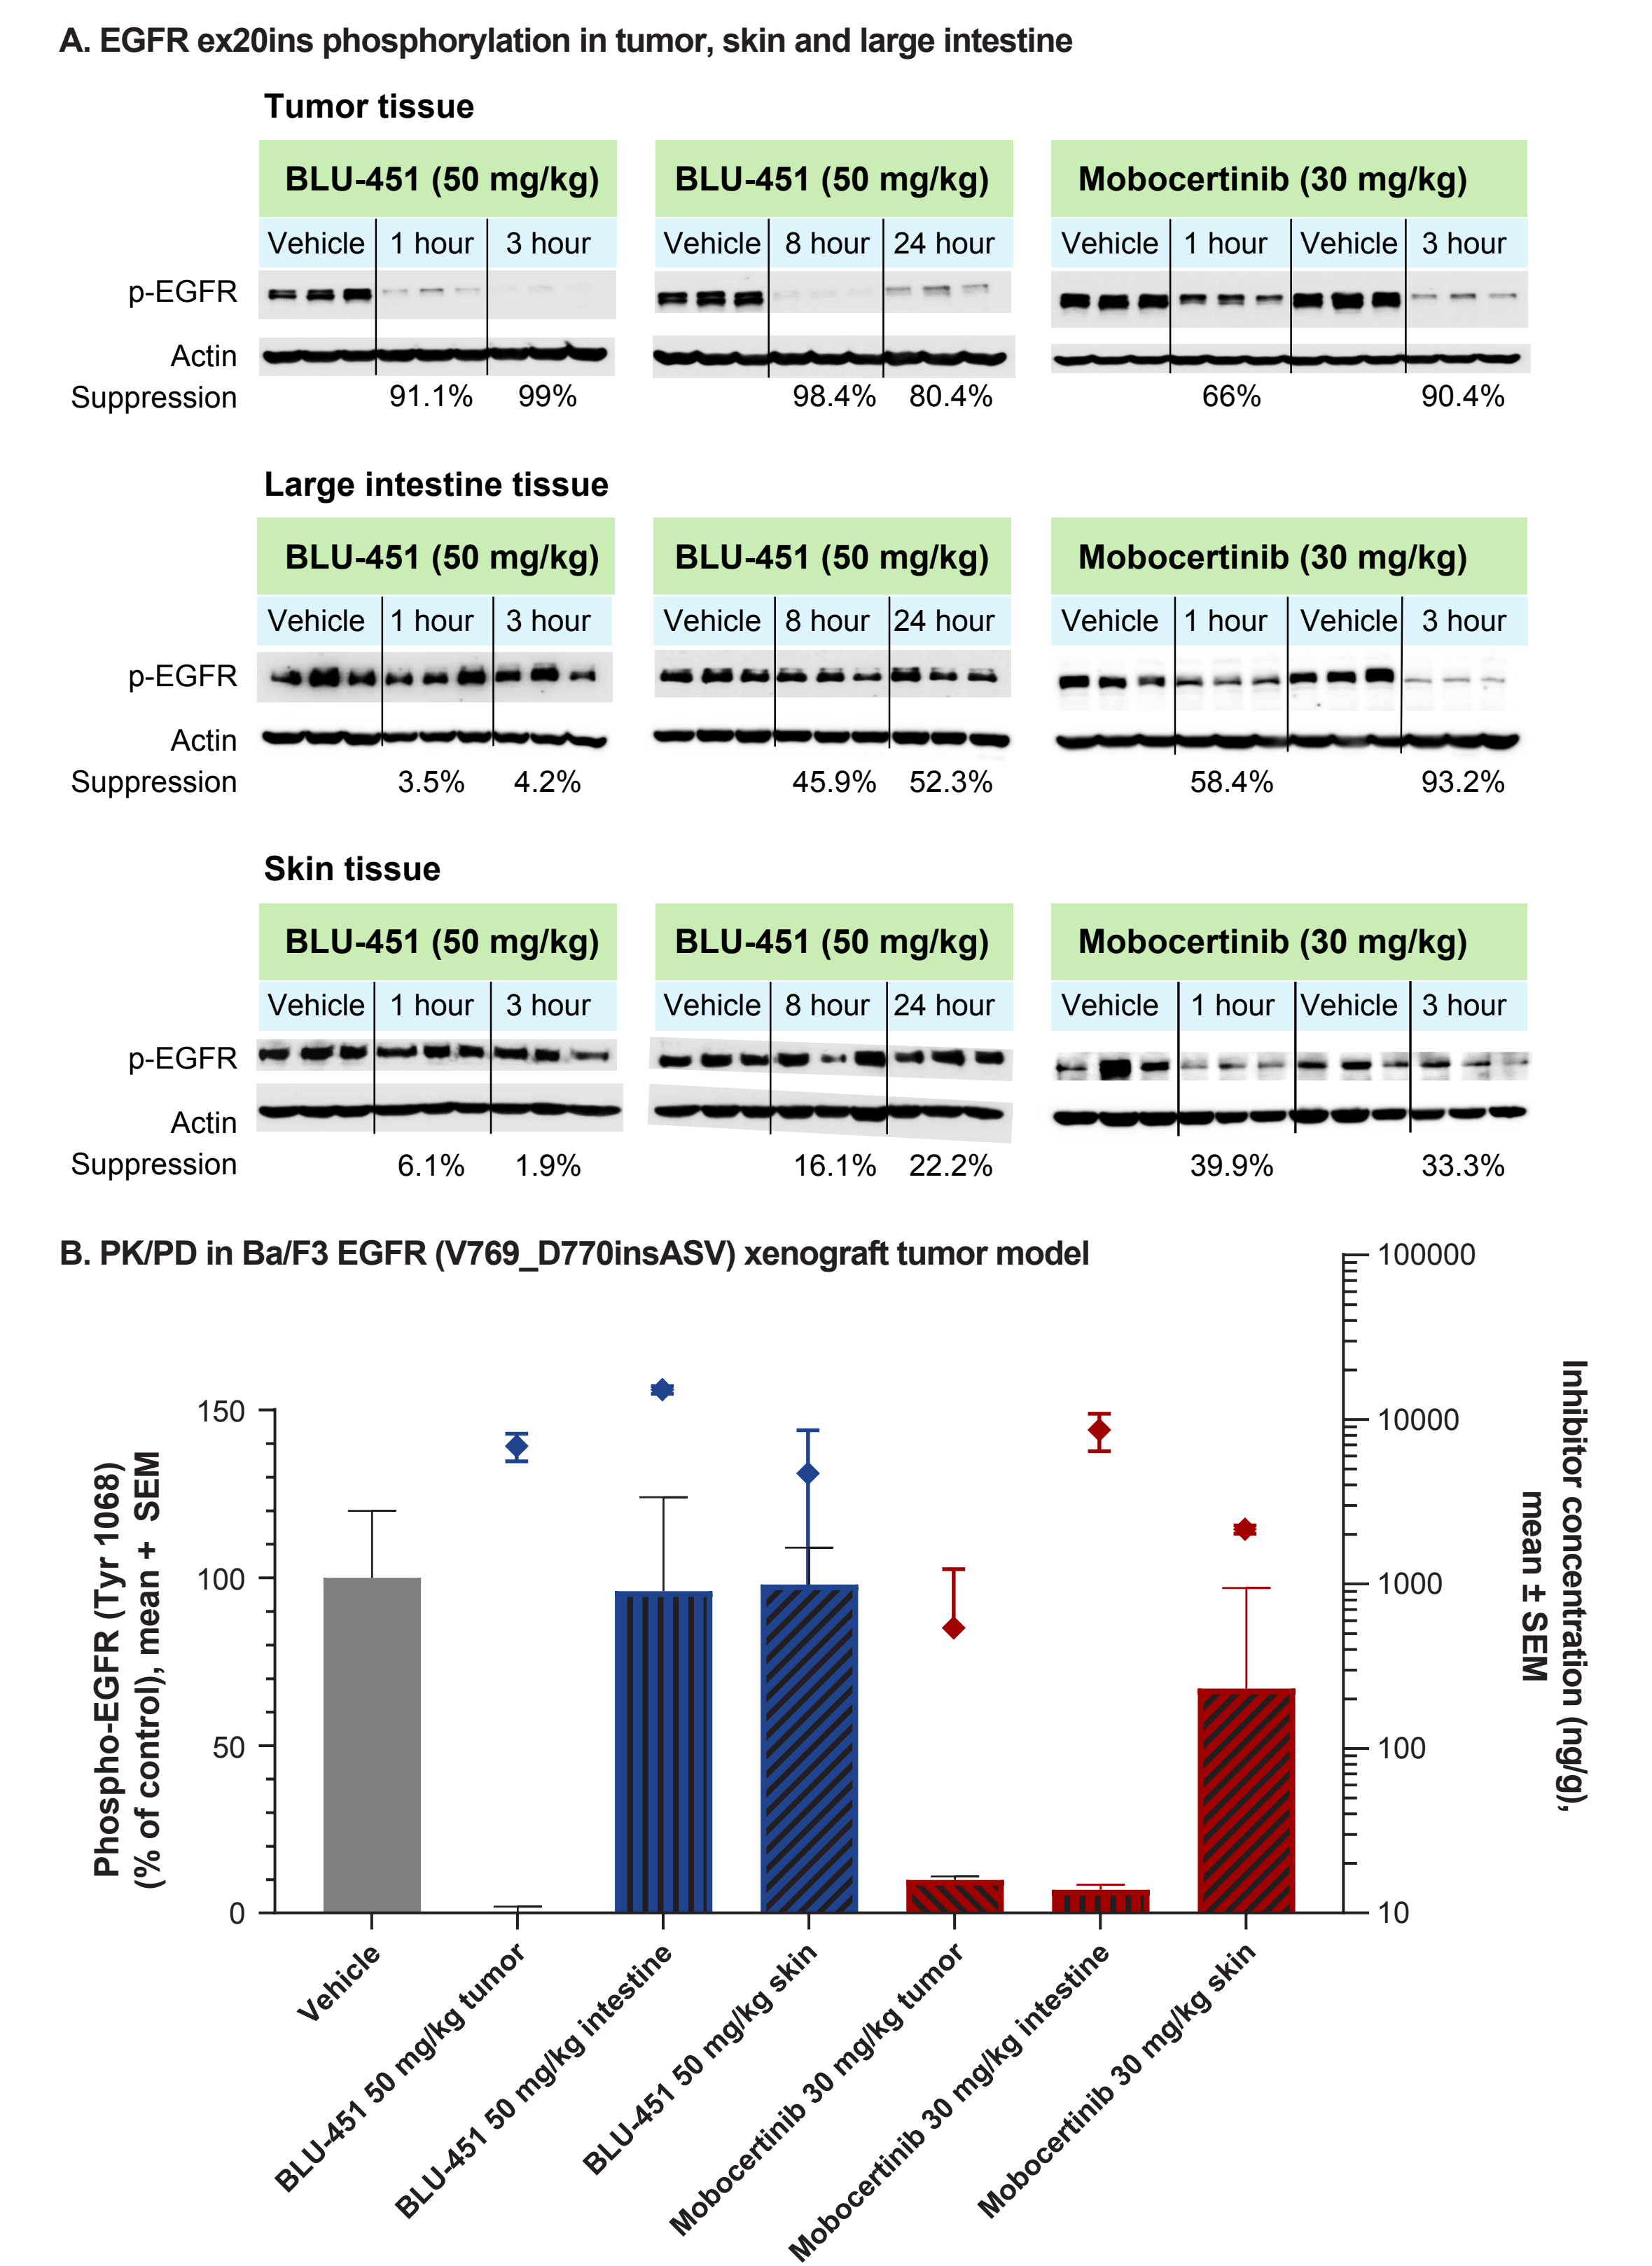 A. EGFR ex20ins phosphorylation in tumor, skin and large intestine
Tumor tissue
BLU-451 (50 mg/kg) BLU-451 (50 mg/kg) Mobocertinib (30 mg/kg)
Vehicle 1 hour 3 hour Vehicle 8 hour 24 hour Vehicle 1 hour Vehicle 3 hour
p-EGFR
Actin
Suppression 91.1% 99% 98.4% 80.4% 66% 90.4%
Large intestine tissue
BLU-451 (50 mg/kg) BLU-451 (50 mg/kg) Mobocertinib (30 mg/kg)
Vehicle 1 hour 3 hour Vehicle 8 hour 24 hour Vehicle 1 hour Vehicle 3 hour
p-EGFR
Actin
Suppression 3.5% 4.2% 45.9% 52.3% 58.4% 93.2%
Skin tissue
BLU-451 (50 mg/kg) BLU-451 (50 mg/kg) Mobocertinib (30 mg/kg)
Vehicle 1 hour 3 hour Vehicle 8 hour 24 hour Vehicle 1 hour Vehicle 3 hour
p-EGFR
Actin
Suppression 6.1% 1.9% 16.1% 22.2% 39.9% 33.3%
B. PK/PD in Ba/F3 EGFR (V769_D770insASV) xenograft tumor model
Phospho-EGFR (Tyr 1068)
(% of control), mean + SEM
150
100
50
0
100000
10000
1000
100
10
Inhibitor concentration (ng/g),
mean ± SEM
Vehicle
BLU-451 50 mg/kg tumor
BLU-451 50 mg/kg intestine
BLU-451 50 mg/kg skin
Mobocertinib 30 mg/kg tumor
Mobocertinib 30 mg/kg intestine
Mobocertinib 30 mg/kg skin